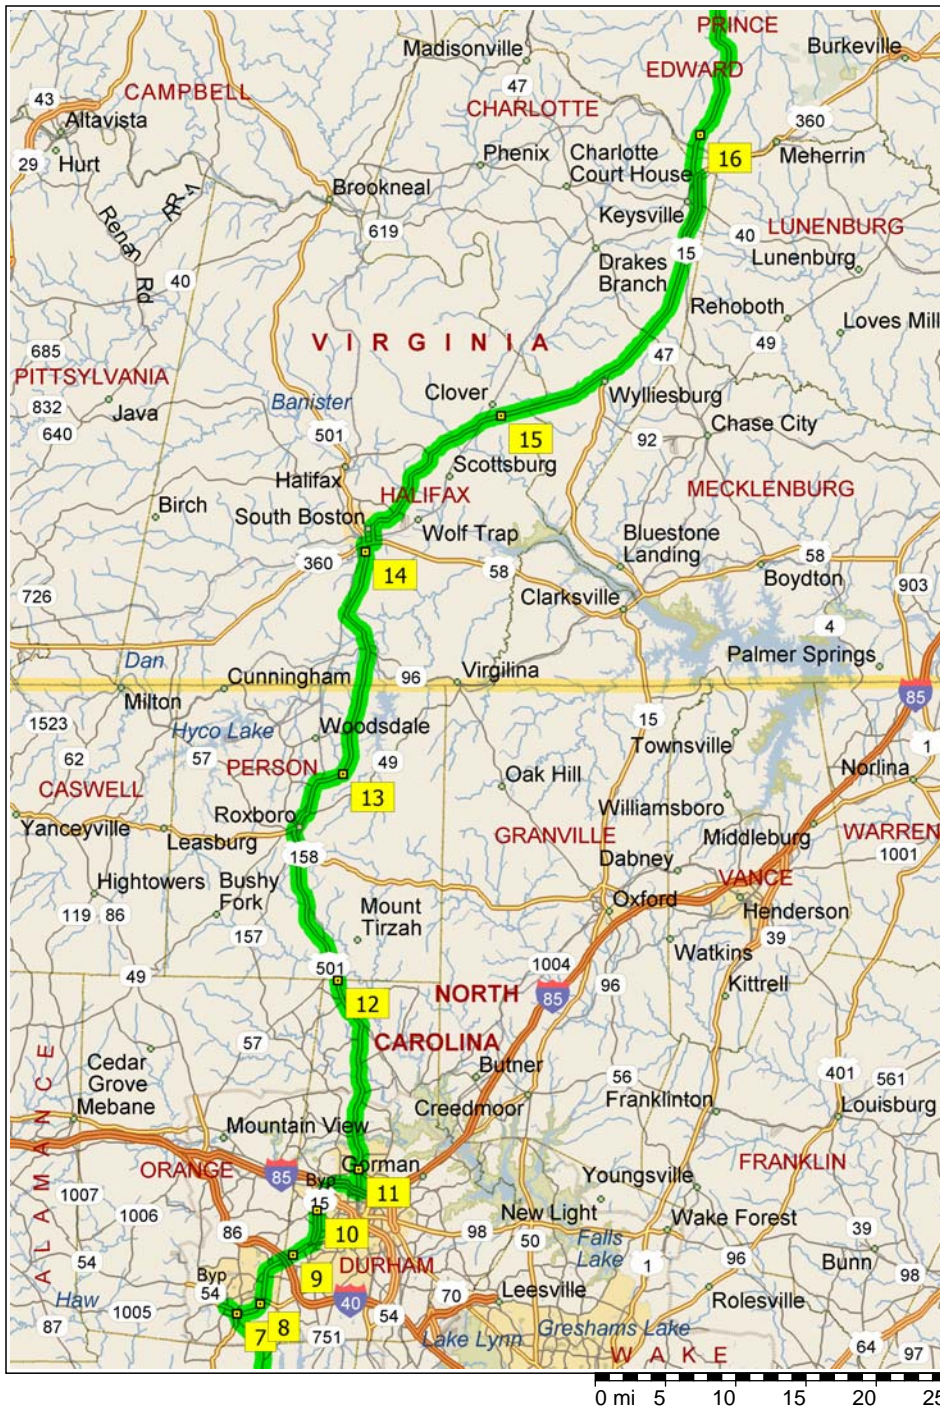 PRINCE
EDWARD
Madisonville
Burkeville
47
CAMPBELL
CHARLOTTE
43
Altavista
360
16
Meherrin
29
Hurt
Phenix
Charlotte
Court House
Brookneal
Keysville
RR
Renan
Rd
619
40
LUNENBURG
Lunenburg
15
40
Drakes
Branch
Rehoboth
Loves Mill
VIRGINIA
49
685
47
PITTSYLVANIA
Clover
Wylliesburg
832
Java
Banister
640
501
15
92
Chase City
Halifax
Scottsburg
HALIFAX
MECKLENBURG
Birch
South Boston
Wolf Trap
Bluestone
Landing
360
14
58
58
Boydton
903
726
Clarksville
4
Dan
Cunningham
96
Virgilina
Palmer Springs
Milton
85
1523
Hyco Lake
Woodsdale
15
Townsville
1
62
57
PERSON
49
Norlina
CASWELL
13
Oak Hill
Williamsboro
Roxboro
Yanceyville
Leasburg
GRANVILLE
Middleburg
WARREN
158
Dabney
1001
Hightowers
Bushy
Fork
VANCE
119
86
Mount
Tirzah
Oxford
Henderson
157
39
Watkins
49
501
1004
96
Kittrell
12
NORTH
85
CAROLINA
57
Cedar
Grove
Butner
401
561
56
Mebane
Creedmoor
Franklinton
Louisburg
Mountain View
ALAMANCE
ORANGE
85
Gorman
FRANKLIN
Byp
15
11
Youngsville
1007
1006
10
New Light
Wake Forest
86
98
50
39
54
9
DURHAM
Falls
Lake
1
96
Bunn
Byp
54
98
Haw
1005
40
70
Leesville
Rolesville
87
7
8
751
54
Lake Lynn
Greshams Lake
64
97
WAKE
0 mi
5
10
15
20
25